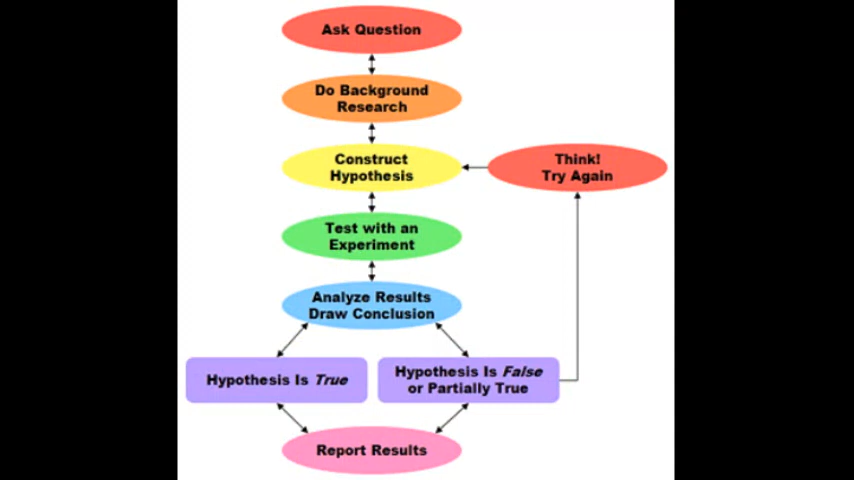 Ask Question
Do Background
Research
Construct
Hypothesis
Think!
Try Again
Test with an
Experiment
Analyze Results
Draw Conclusion
Hypothesis Is True
Hypothesis Is False
or Partially True
Report Results